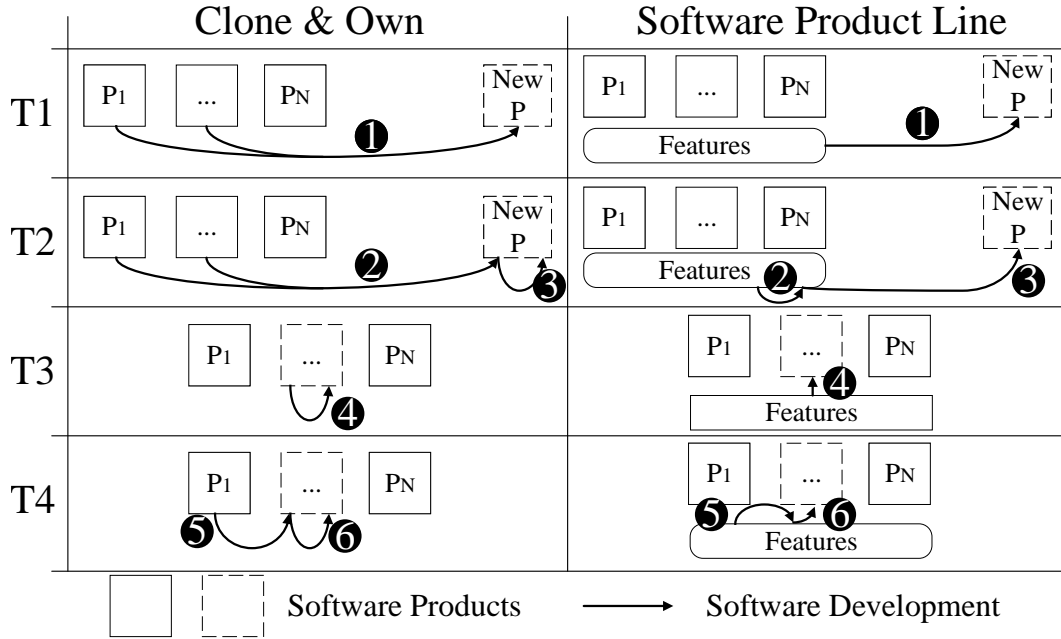 Clone & Own Software Product Line
T1 P1 ... PN New P 1 P1 ... PN Features New P 1
T2 P1 ... PN New P 2 3 P1 ... PN Features New P 2 3
T3 P1 ... PN 4 P1 ... PN Features 4
T4 P1 ... PN 5 6 P1 ... PN Features 5 6
Software Products Software Development